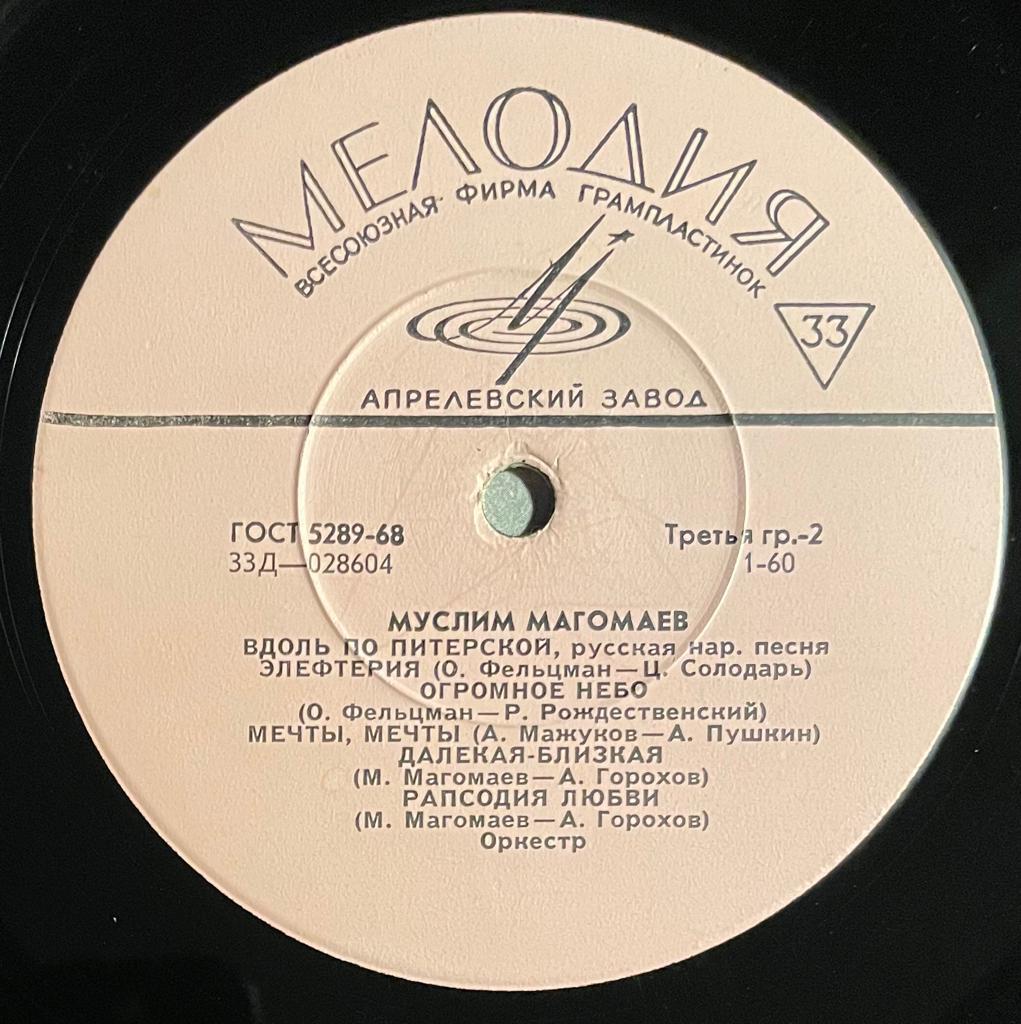 МЕЛОДИЯ
ВСЕСОЮЗНАЯ ФИРМА ГРАМПЛАСТИНОК
33
АПРЕЛЕВСКИЙ ЗАВОД
ГОСТ 5289-68 Третья гр.-2
33Д—028604 1-60
МУСЛИМ МАГОМАЕВ
ВДОЛЬ ПО ПИТЕРСКОЙ, русская нар. песня
ЭЛЕФТЕРИЯ (О. Фельцман—Ц. Солодарь)
ОГРОМНОЕ НЕБО
(О. Фельцман—Р. Рождественский)
МЕЧТЫ, МЕЧТЫ (А. Мажуков—А. Пушкин)
ДАЛЕКАЯ-БЛИЗКАЯ
(М. Магомаев—А. Горохов)
РАПСОДИЯ ЛЮБВИ
(М. Магомаев—А. Горохов)
Оркестр